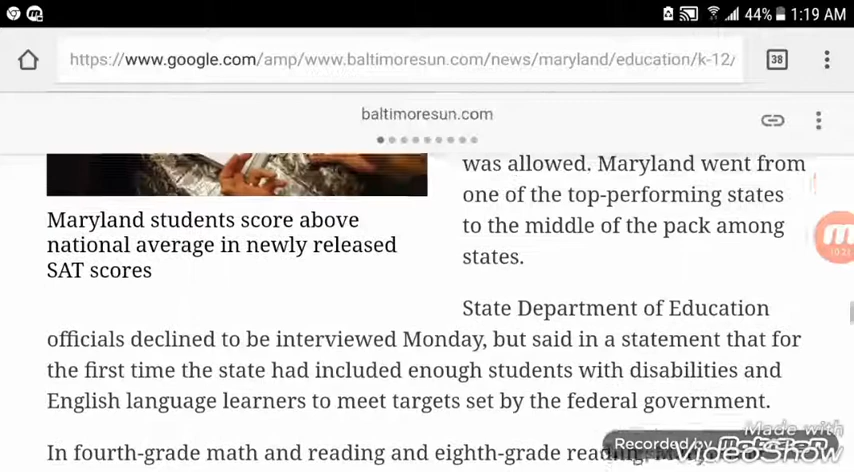 44% 1:19 AM
https://www.google.com/amp/www.baltimoresun.com/news/maryland/education/k-12/
38
baltimoresun.com
was allowed. Maryland went from
one of the top-performing states
to the middle of the pack among
states.
Maryland students score above
national average in newly released
SAT scores
State Department of Education
officials declined to be interviewed Monday, but said in a statement that for
the first time the state had included enough students with disabilities and
English language learners to meet targets set by the federal government.
In fourth-grade math and reading and eighth-grade reading,
Made with
Recorded by
VideoShow